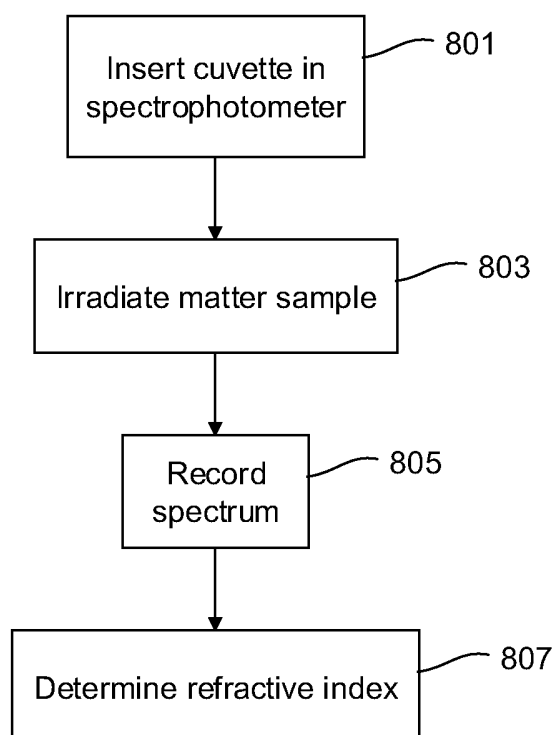 Insert cuvette in
spectrophotometer
801
Irradiate matter sample
803
Record
spectrum
805
Determine refractive index
807